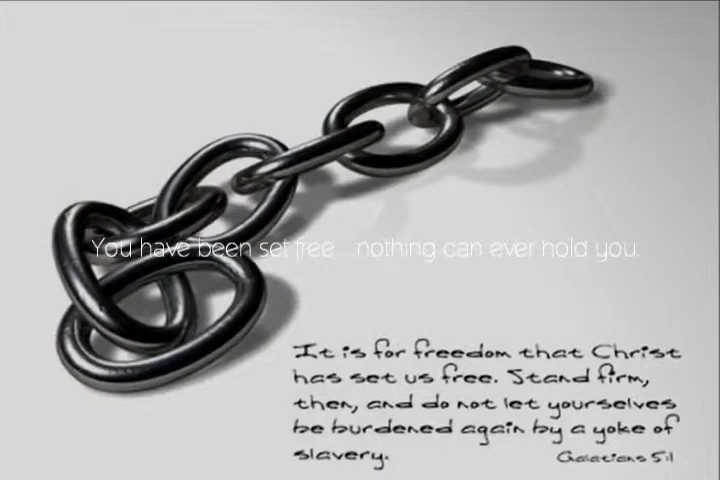 You have been set free nothing can ever hold you.
It is for freedom that Christ
has set us free. Stand firm,
then, and do not let yourselves
be burdened again by a yoke of
slavery.
Galatians 5:1